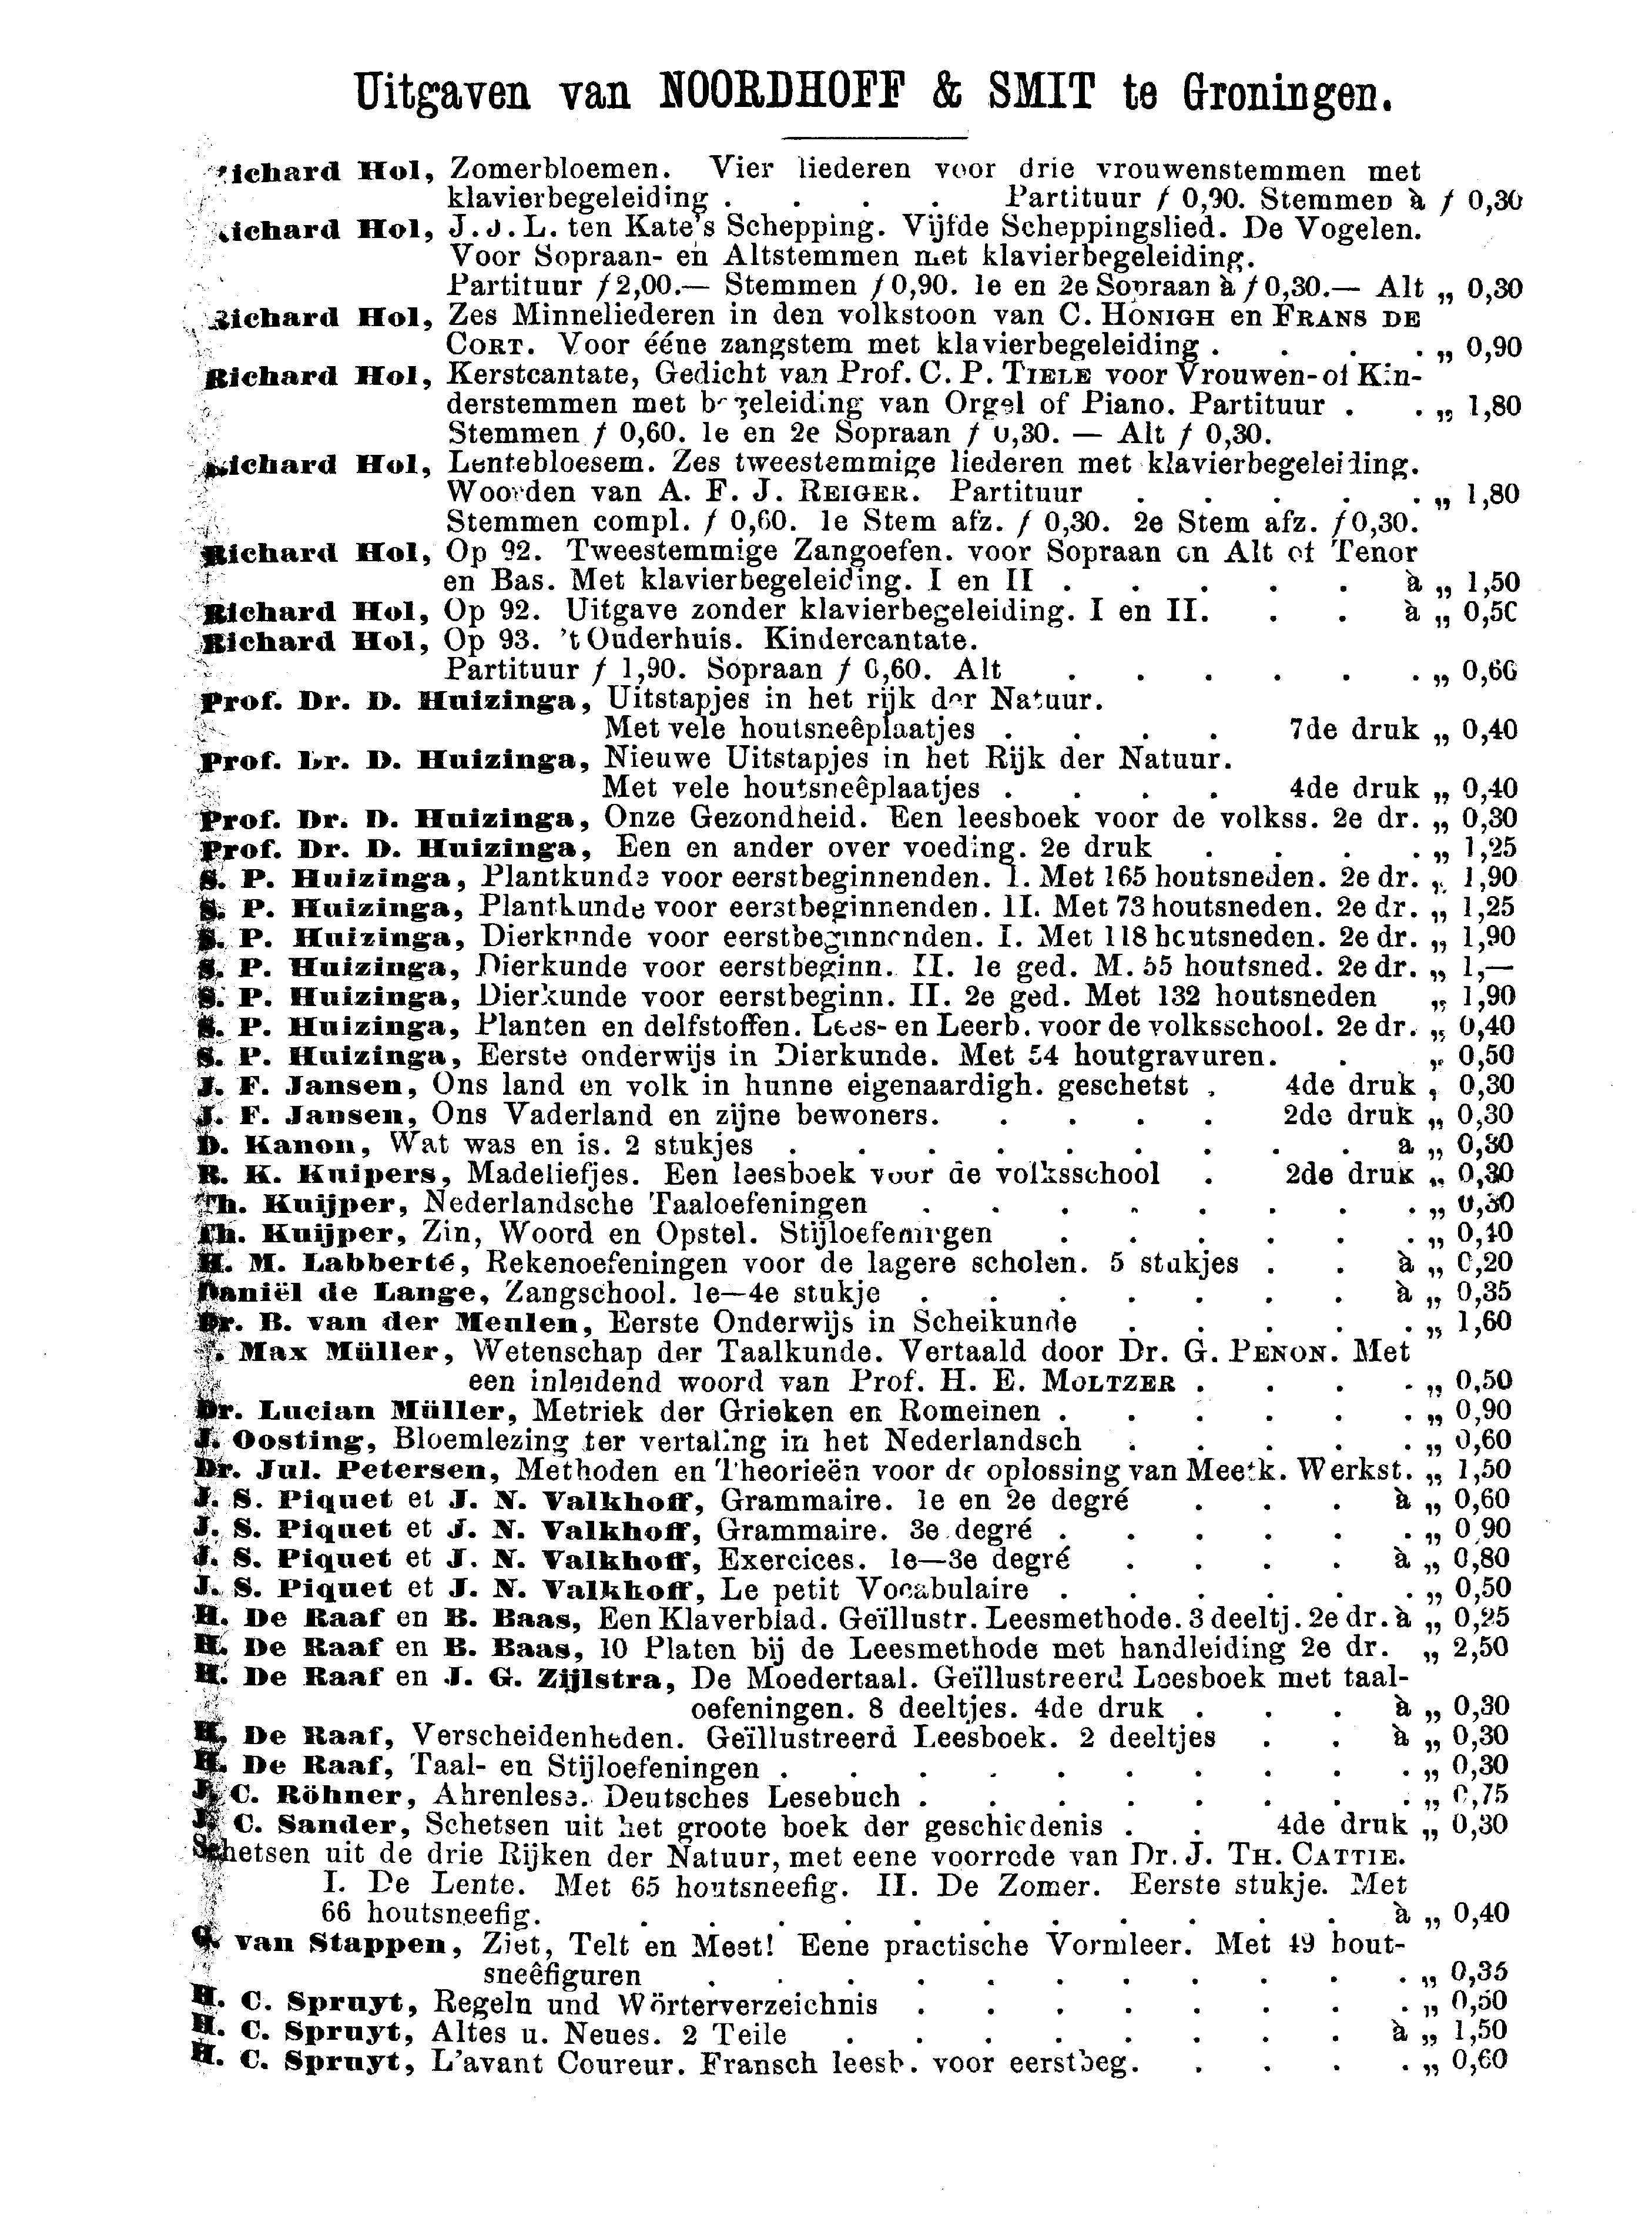 Uitgaven van NOORDHOFF & SMIT te Groningen.
Richard Hol, Zomerbloemen. Vier liederen voor drie vrouwenstemmen met
klavierbegeleiding . . . . Partituur f 0,90. Stemmen à f 0,30
Richard Hol, J. J. L. ten Kate's Schepping. Vijfde Scheppingslied. De Vogelen.
Voor Sopraan- en Altstemmen met klavierbegeleiding.
Partituur f 2,00.— Stemmen f 0,90. 1e en 2e Sopraan à f 0,30.— Alt „ 0,30
Richard Hol, Zes Minneliederen in den volkstoon van C. HONIGH en FRANS DE
CORT. Voor ééne zangstem met klavierbegeleiding . . . . „ 0,90
Richard Hol, Kerstcantate, Gedicht van Prof. C. P. TIELE voor Vrouwen- of Kin-
derstemmen met begeleiding van Orgel of Piano. Partituur . . „ 1,80
Stemmen f 0,60. 1e en 2e Sopraan f 0,30. — Alt f 0,30.
Richard Hol, Lentebloesem. Zes tweestemmige liederen met klavierbegeleiding.
Woorden van A. F. J. REIGER. Partituur . . . . . „ 1,80
Stemmen compl. f 0,60. 1e Stem afz. f 0,30. 2e Stem afz. f 0,30.
Richard Hol, Op 92. Tweestemmige Zangoefen. voor Sopraan en Alt of Tenor
en Bas. Met klavierbegeleiding. I en II . . . . . à „ 1,50
Richard Hol, Op 92. Uitgave zonder klavierbegeleiding. I en II. . . à „ 0,50
Richard Hol, Op 93. 't Ouderhuis. Kindercantate.
Partituur f 1,90. Sopraan f 0,60. Alt . . . . . . „ 0,60
Prof. Dr. D. Huizinga, Uitstapjes in het rijk der Natuur.
Met vele houtsneêplaatjes . . . . 7de druk „ 0,40
Prof. Dr. D. Huizinga, Nieuwe Uitstapjes in het Rijk der Natuur.
Met vele houtsneêplaatjes . . . . 4de druk „ 0,40
Prof. Dr. D. Huizinga, Onze Gezondheid. Een leesboek voor de volkss. 2e dr. „ 0,30
Prof. Dr. D. Huizinga, Een en ander over voeding. 2e druk . . . . „ 1,25
S. P. Huizinga, Plantkunde voor eerstbeginnenden. I. Met 165 houtsneden. 2e dr. „ 1,90
S. P. Huizinga, Plantkunde voor eerstbeginnenden. II. Met 73 houtsneden. 2e dr. „ 1,25
S. P. Huizinga, Dierkunde voor eerstbeginnenden. I. Met 118 houtsneden. 2e dr. „ 1,90
S. P. Huizinga, Dierkunde voor eerstbeginn. II. 1e ged. M. 55 houtsned. 2e dr. „ 1,—
S. P. Huizinga, Dierkunde voor eerstbeginn. II. 2e ged. Met 132 houtsneden „ 1,90
S. P. Huizinga, Planten en delfstoffen. Lees- en Leerb. voor de volksschool. 2e dr. „ 0,40
S. P. Huizinga, Eerste onderwijs in Dierkunde. Met 54 houtgravuren. . „ 0,50
J. F. Jansen, Ons land en volk in hunne eigenaardigh. geschetst . 4de druk „ 0,30
J. F. Jansen, Ons Vaderland en zijne bewoners. . . . . 2de druk „ 0,30
D. Kanon, Wat was en is. 2 stukjes . . . . . . . . . a „ 0,30
R. K. Kuipers, Madeliefjes. Een leesboek voor de volksschool . 2de druk „ 0,30
Th. Kuijper, Nederlandsche Taaloefeningen . . . . . . . . „ 0,30
Th. Kuijper, Zin, Woord en Opstel. Stijloefeningen . . . . . . „ 0,40
H. M. Labberté, Rekenoefeningen voor de lagere scholen. 5 stukjes . . à „ 0,20
Daniël de Lange, Zangschool. 1e—4e stukje . . . . . . . à „ 0,35
Dr. B. van der Meulen, Eerste Onderwijs in Scheikunde . . . . . „ 1,60
Max Müller, Wetenschap der Taalkunde. Vertaald door Dr. G. PENON. Met
een inleidend woord van Prof. H. E. MOLTZER . . . . „ 0,50
Dr. Lucian Müller, Metriek der Grieken en Romeinen . . . . . . „ 0,90
J. Oosting, Bloemlezing ter vertaling in het Nederlandsch . . . . . „ 0,60
Dr. Jul. Petersen, Methoden en Theorieën voor de oplossing van Meetk. Werkst. „ 1,50
J. S. Piquet et J. N. Valkhoff, Grammaire. 1e en 2e degré . . . à „ 0,60
J. S. Piquet et J. N. Valkhoff, Grammaire. 3e degré . . . . . . „ 0,90
J. S. Piquet et J. N. Valkhoff, Exercices. 1e—3e degré . . . . à „ 0,80
J. S. Piquet et J. N. Valkhoff, Le petit Vocabulaire . . . . . . „ 0,50
H. De Raaf en B. Baas, Een Klaverblad. Geïllustr. Leesmethode. 3 deeltj. 2e dr. à „ 0,25
H. De Raaf en B. Baas, 10 Platen bij de Leesmethode met handleiding 2e dr. „ 2,50
H. De Raaf en J. G. Zijlstra, De Moedertaal. Geïllustreerd Leesboek met taal-
oefeningen. 8 deeltjes. 4de druk . . . à „ 0,30
H. De Raaf, Verscheidenheden. Geïllustreerd Leesboek. 2 deeltjes . . à „ 0,30
H. De Raaf, Taal- en Stijloefeningen . . . . . . . . . . „ 0,30
J. C. Röhner, Ahrenlese. Deutsches Lesebuch . . . . . . . . „ 0,75
J. C. Sander, Schetsen uit het groote boek der geschiedenis . . 4de druk „ 0,30
Schetsen uit de drie Rijken der Natuur, met eene voorrede van Dr. J. TH. CATTIE.
I. De Lente. Met 65 houtsneefig. II. De Zomer. Eerste stukje. Met
66 houtsneefig. . . . . . . . . . . . . à „ 0,40
G. van Stappen, Ziet, Telt en Meet! Eene practische Vormleer. Met 49 hout-
sneêfiguren . . . . . . . . . . . „ 0,35
H. C. Spruyt, Regeln und Wörterverzeichnis . . . . . . . . „ 0,50
H. C. Spruyt, Altes u. Neues. 2 Teile . . . . . . . . à „ 1,50
H. C. Spruyt, L'avant Coureur. Fransch leesb. voor eerstbeg. . . . . „ 0,60